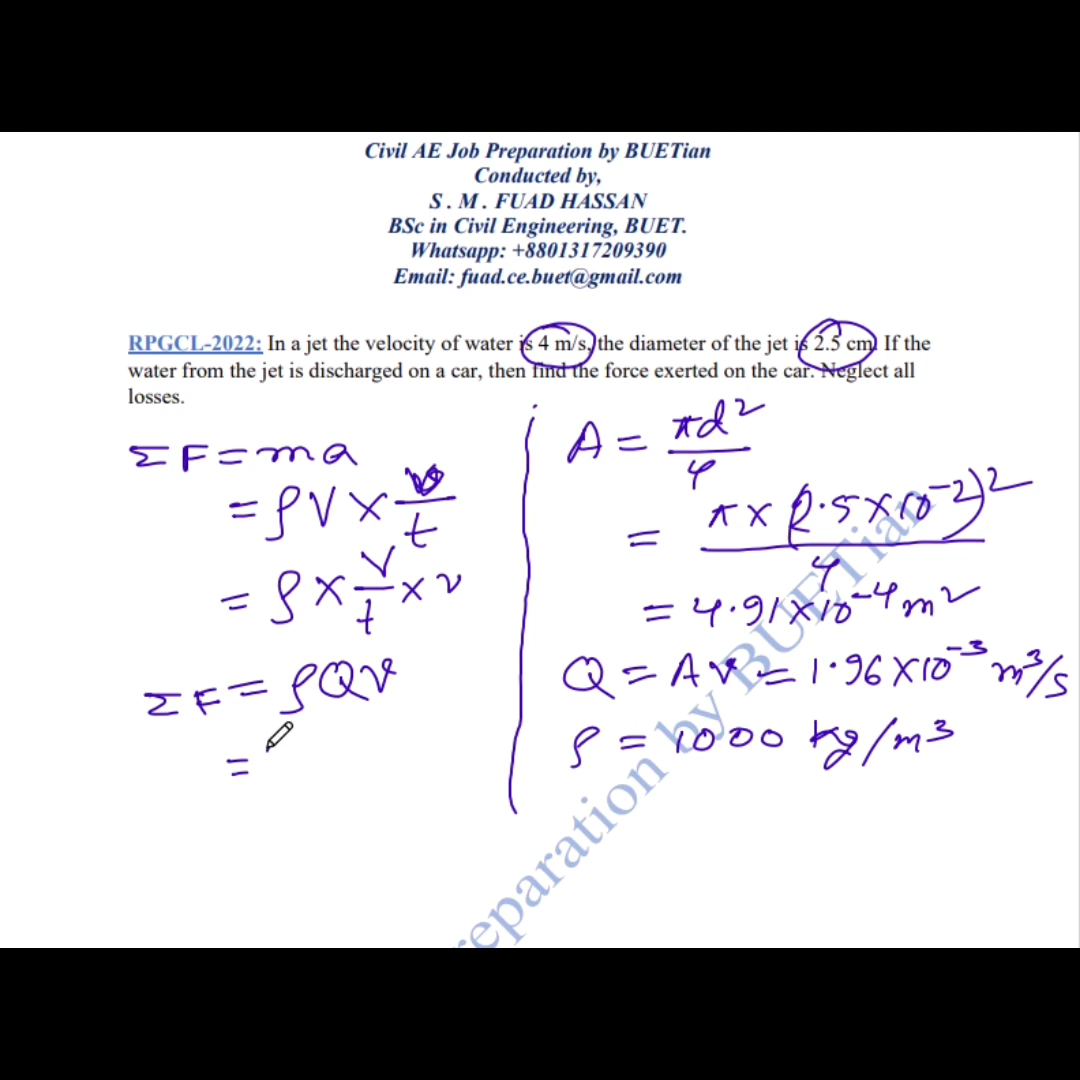 Civil AE Job Preparation by BUETian
Conducted by,
S. M. FUAD HASSAN
BSc in Civil Engineering, BUET.
Whatsapp: +8801317209390
Email: fuad.ce.buet@gmail.com
RPGCL-2022: In a jet the velocity of water is 4 m/s, the diameter of the jet is 2.5 cm. If the
water from the jet is discharged on a car, then find the force exerted on the car. Neglect all
losses.
ΣF = ma
= ρV × v/t
= ρ × V/t × v
ΣF = ρQv
=
A = πd²/4
= π × (2.5×10⁻²)²/4
= 4.91×10⁻⁴ m²
Q = Av = 1.96×10⁻³ m³/s
ρ = 1000 kg/m³
reparation by BUETian